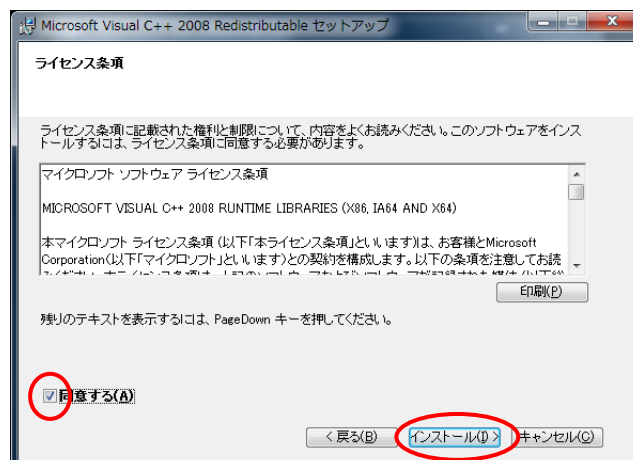 Microsoft Visual C++ 2008 Redistributable セットアップ
ライセンス条項
ライセンス条項に記載された権利と制限について、内容をよくお読みください。このソフトウェアをインス
トールするには、ライセンス条項に同意する必要があります。
マイクロソフト ソフトウェア ライセンス条項
MICROSOFT VISUAL C++ 2008 RUNTIME LIBRARIES (X86, IA64 AND X64)
本マイクロソフト ライセンス条項 (以下「本ライセンス条項」といいます)は、お客様とMicrosoft
Corporation(以下「マイクロソフト」といいます)との契約を構成します。以下の条項を注意してお読
印刷(P)
残りのテキストを表示するには、PageDown キーを押してください。
同意する(A)
< 戻る(B) インストール(I) > キャンセル(C)